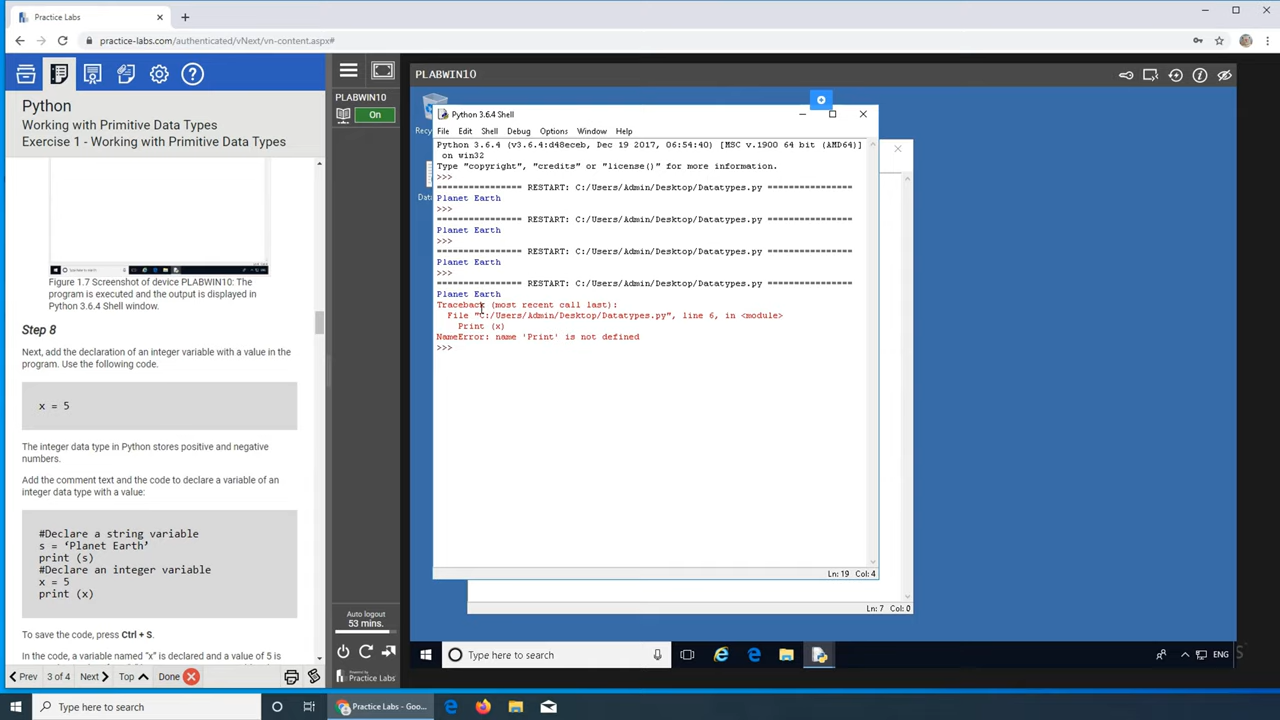 Practice Labs
practice-labs.com/authenticated/vNext/vn-content.aspx#
Python
Working with Primitive Data Types
Exercise 1 - Working with Primitive Data Types
Figure 1.7 Screenshot of device PLABWIN10: The
program is executed and the output is displayed in
Python 3.6.4 Shell window.
Step 8
Next, add the declaration of an integer variable with a value in the
program. Use the following code.
x = 5
The integer data type in Python stores positive and negative
numbers.
Add the comment text and the code to declare a variable of an
integer data type with a value:
#Declare a string variable
s = ‘Planet Earth’
print (s)
#Declare an integer variable
x = 5
print (x)
To save the code, press Ctrl + S.
In the code, a variable named "x" is declared and a value of 5 is
Prev 3 of 4 Next Top Done
PLABWIN10
On
Auto logout
53 mins.
Practice Labs
PLABWIN10
Recyc
Dat
Python 3.6.4 Shell
File Edit Shell Debug Options Window Help
Python 3.6.4 (v3.6.4:d48eceb, Dec 19 2017, 06:54:40) [MSC v.1900 64 bit (AMD64)]
on win32
Type "copyright", "credits" or "license()" for more information.
>>>
================ RESTART: C:/Users/Admin/Desktop/Datatypes.py ================
Planet Earth
>>>
================ RESTART: C:/Users/Admin/Desktop/Datatypes.py ================
Planet Earth
>>>
================ RESTART: C:/Users/Admin/Desktop/Datatypes.py ================
Planet Earth
>>>
================ RESTART: C:/Users/Admin/Desktop/Datatypes.py ================
Planet Earth
Traceback (most recent call last):
File "C:/Users/Admin/Desktop/Datatypes.py", line 6, in <module>
Print (x)
NameError: name 'Print' is not defined
>>>
Ln: 19 Col: 4
Ln: 7 Col: 0
Type here to search
ENG
Type here to search
Practice Labs - Goo...